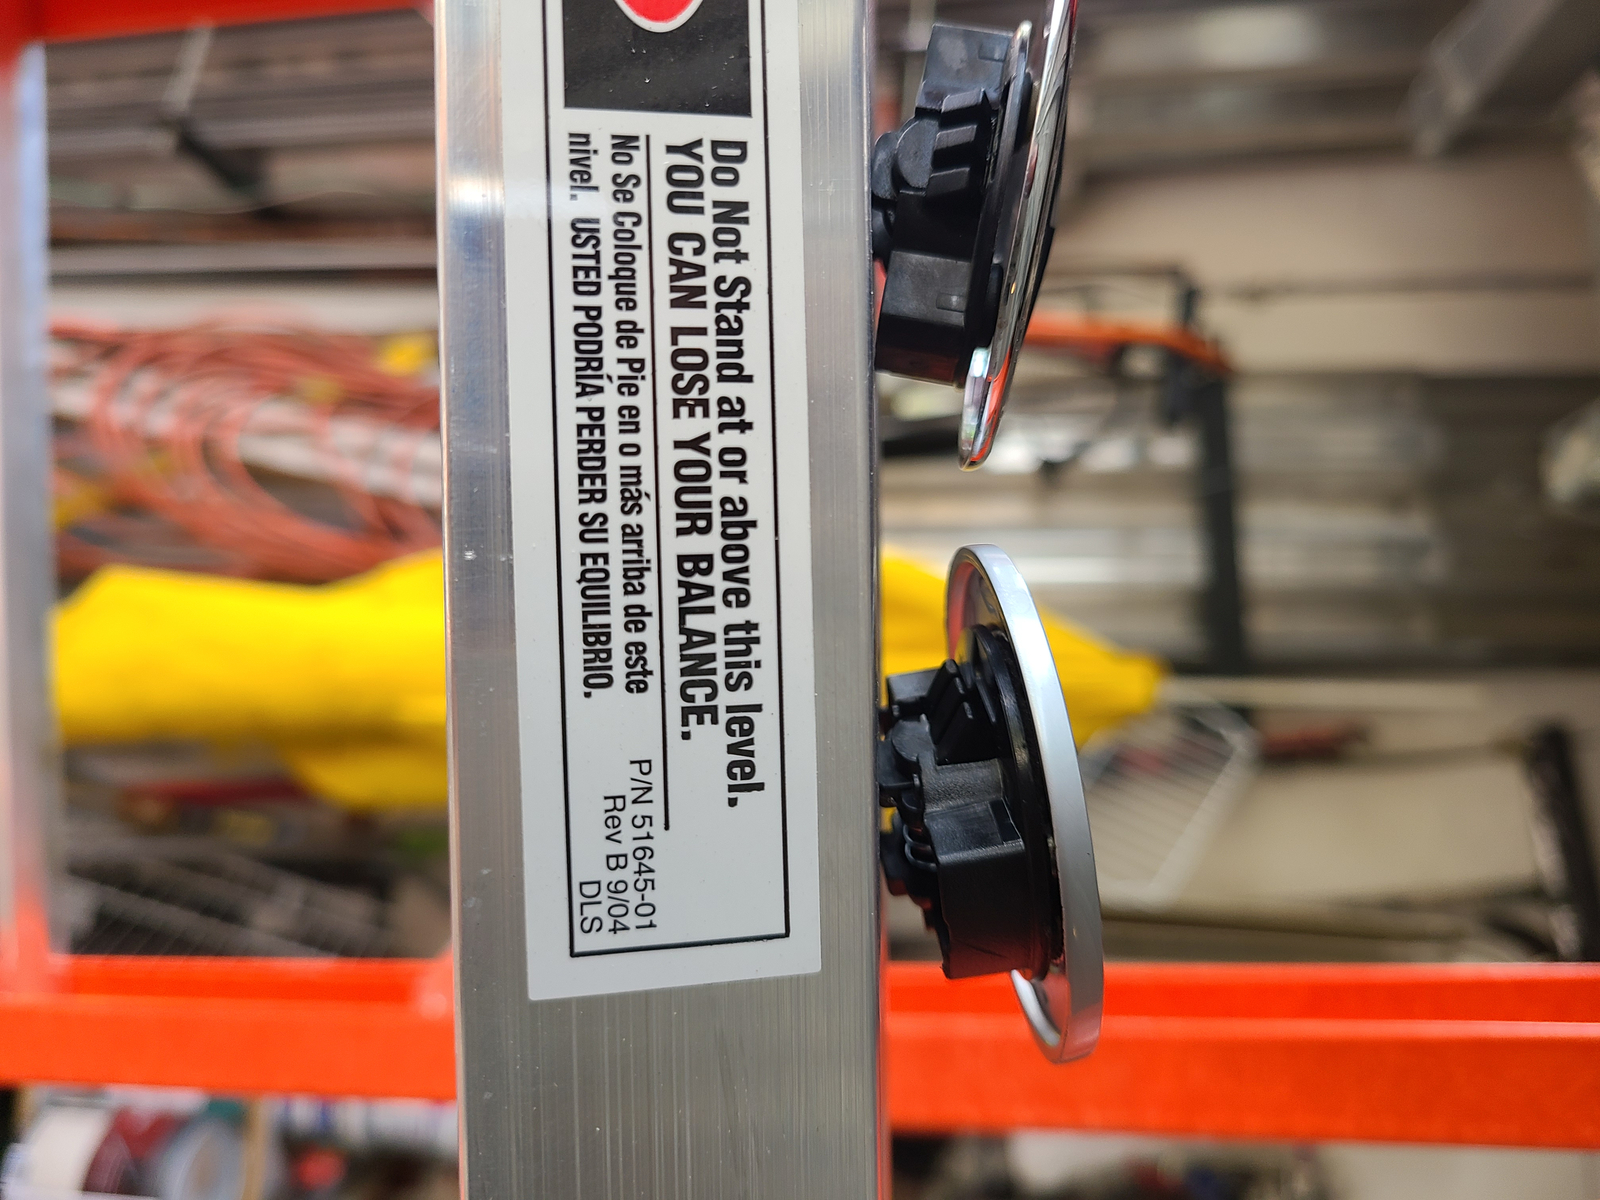 Do Not Stand at or above this level.
YOU CAN LOSE YOUR BALANCE.
No Se Coloque de Pie en o más arriba de este
nivel. USTED PODRÍA PERDER SU EQUILIBRIO.
P/N 51645-01
Rev B 9/04
DLS